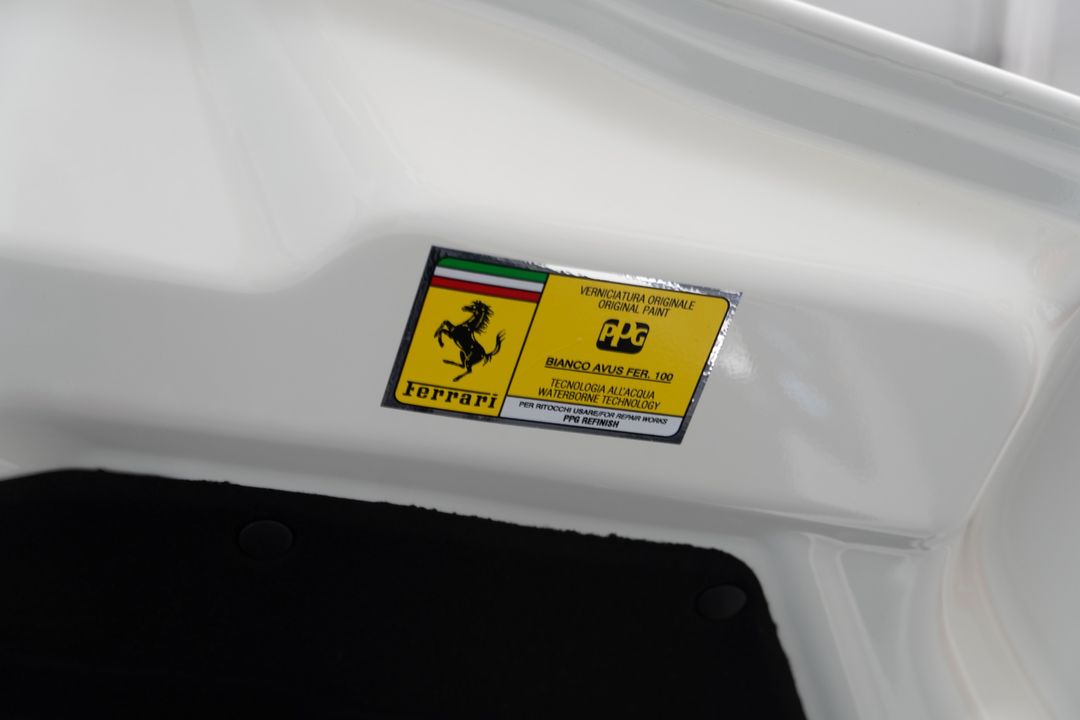 Ferrari
VERNICIATURA ORIGINALE
ORIGINAL PAINT
PPG
BIANCO AVUS FER. 100
TECNOLOGIA ALL'ACQUA
WATERBORNE TECHNOLOGY
PER RITOCCHI USARE/FOR REPAIR WORKS
PPG REFINISH